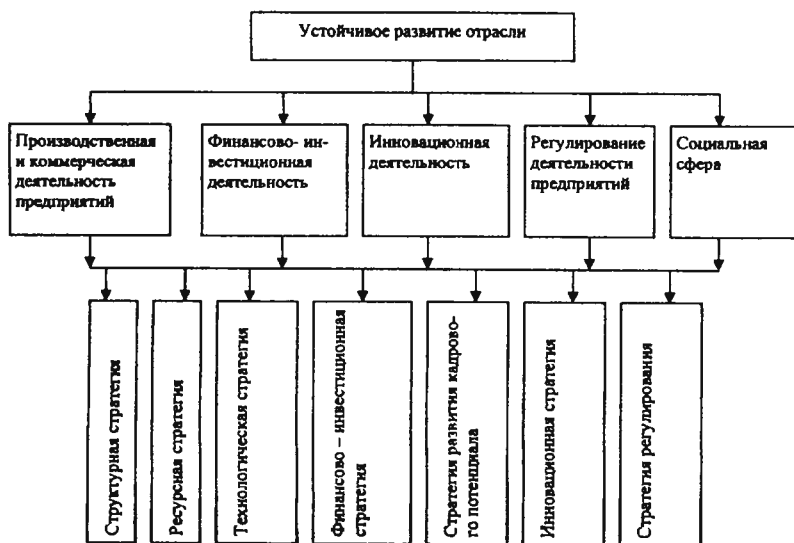 Устойчивое развитие отрасли
Производственная
и коммерческая
деятельность
предприятий
Финансово- ин-
вестиционная
деятельность
Инновационная
деятельность
Регулирование
деятельности
предприятий
Социальная
сфера
Структурная стратегия
Ресурсная стратегия
Технологическая стратегия
Финансово – инвестиционная
стратегия
Стратегия развития кадрово-
го потенциала
Инновационная стратегия
Стратегия регулирования